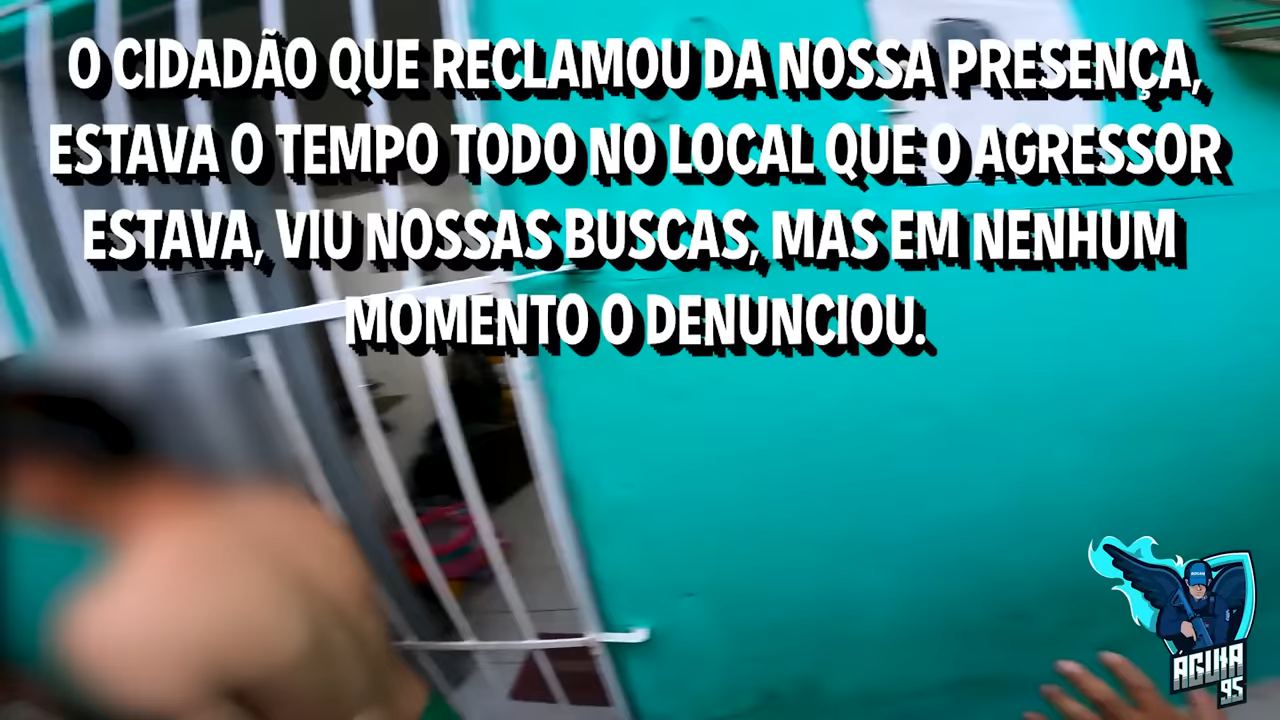 O CIDADÃO QUE RECLAMOU DA NOSSA PRESENÇA,
ESTAVA O TEMPO TODO NO LOCAL QUE O AGRESSOR
ESTAVA, VIU NOSSAS BUSCAS, MAS EM NENHUM
MOMENTO O DENUNCIOU.
ÁGUIA
95